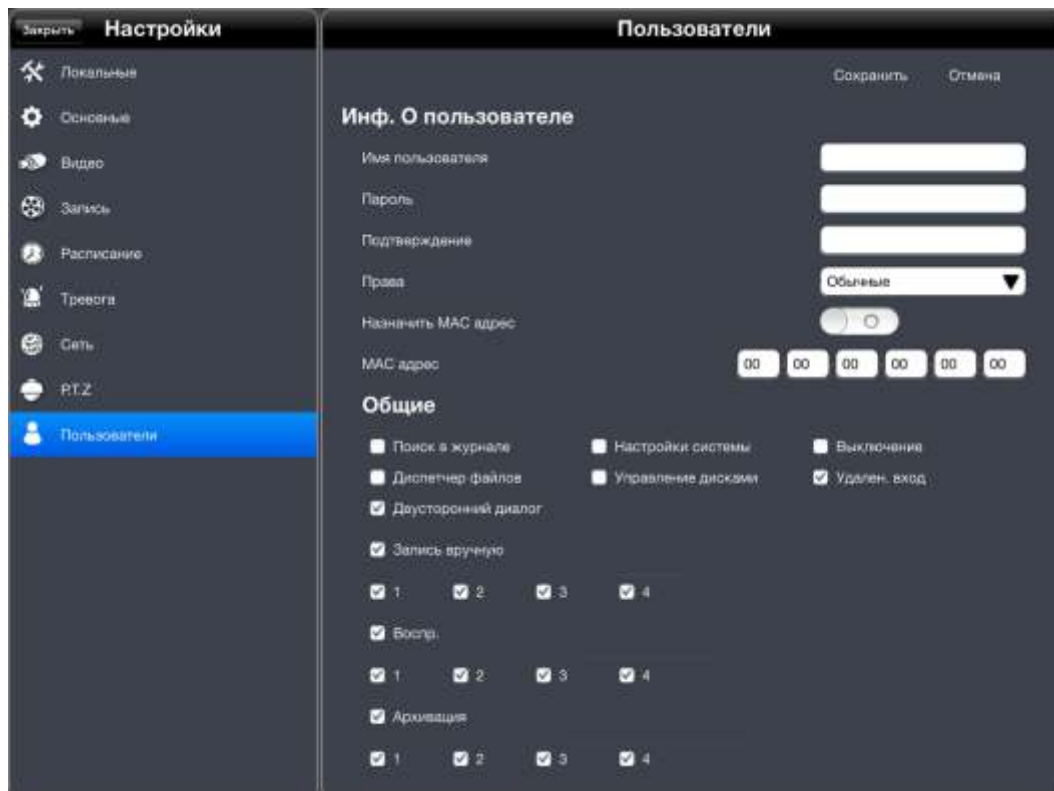 Закрыть Настройки
Локальные
Основные
Видео
Запись
Расписание
Тревога
Сеть
P.T.Z
Пользователи
Пользователи
Сохранить Отмена
Инф. О пользователе
Имя пользователя
Пароль
Подтверждение
Права Обычные
Назначить MAC адрес
MAC адрес 00 00 00 00 00 00
Общие
Поиск в журнале Настройки системы Выключение
Диспетчер файлов Управление дисками Удален. вход
Двусторонний диалог
Запись вручную
1 2 3 4
Воспр.
1 2 3 4
Архивация
1 2 3 4